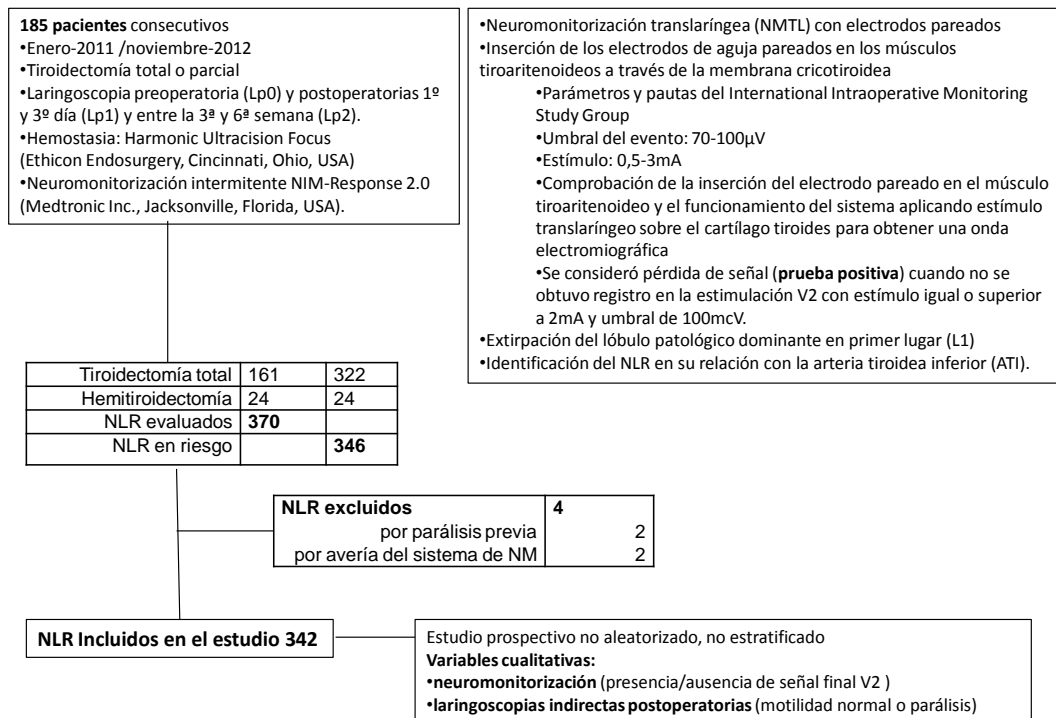 185 pacientes consecutivos
•Enero-2011 /noviembre-2012
•Tiroidectomía total o parcial
•Laringoscopia preoperatoria (Lp0) y postoperatorias 1º
y 3º día (Lp1) y entre la 3ª y 6ª semana (Lp2).
•Hemostasia: Harmonic Ultracision Focus
(Ethicon Endosurgery, Cincinnati, Ohio, USA)
•Neuromonitorización intermitente NIM-Response 2.0
(Medtronic Inc., Jacksonville, Florida, USA).
•Neuromonitorización translaríngea (NMTL) con electrodos pareados
•Inserción de los electrodos de aguja pareados en los músculos
tiroaritenoideos a través de la membrana cricotiroidea
•Parámetros y pautas del International Intraoperative Monitoring
Study Group
•Umbral del evento: 70-100µV
•Estímulo: 0,5-3mA
•Comprobación de la inserción del electrodo pareado en el músculo
tiroaritenoideo y el funcionamiento del sistema aplicando estímulo
translaríngeo sobre el cartílago tiroides para obtener una onda
electromiográfica
•Se consideró pérdida de señal (prueba positiva) cuando no se
obtuvo registro en la estimulación V2 con estímulo igual o superior
a 2mA y umbral de 100mcV.
•Extirpación del lóbulo patológico dominante en primer lugar (L1)
•Identificación del NLR en su relación con la arteria tiroidea inferior (ATI).
Tiroidectomía total 161 322
Hemitiroidectomía 24 24
NLR evaluados 370
NLR en riesgo 346
NLR excluidos 4
por parálisis previa 2
por avería del sistema de NM 2
NLR Incluidos en el estudio 342
Estudio prospectivo no aleatorizado, no estratificado
Variables cualitativas:
•neuromonitorización (presencia/ausencia de señal final V2 )
•laringoscopias indirectas postoperatorias (motilidad normal o parálisis)